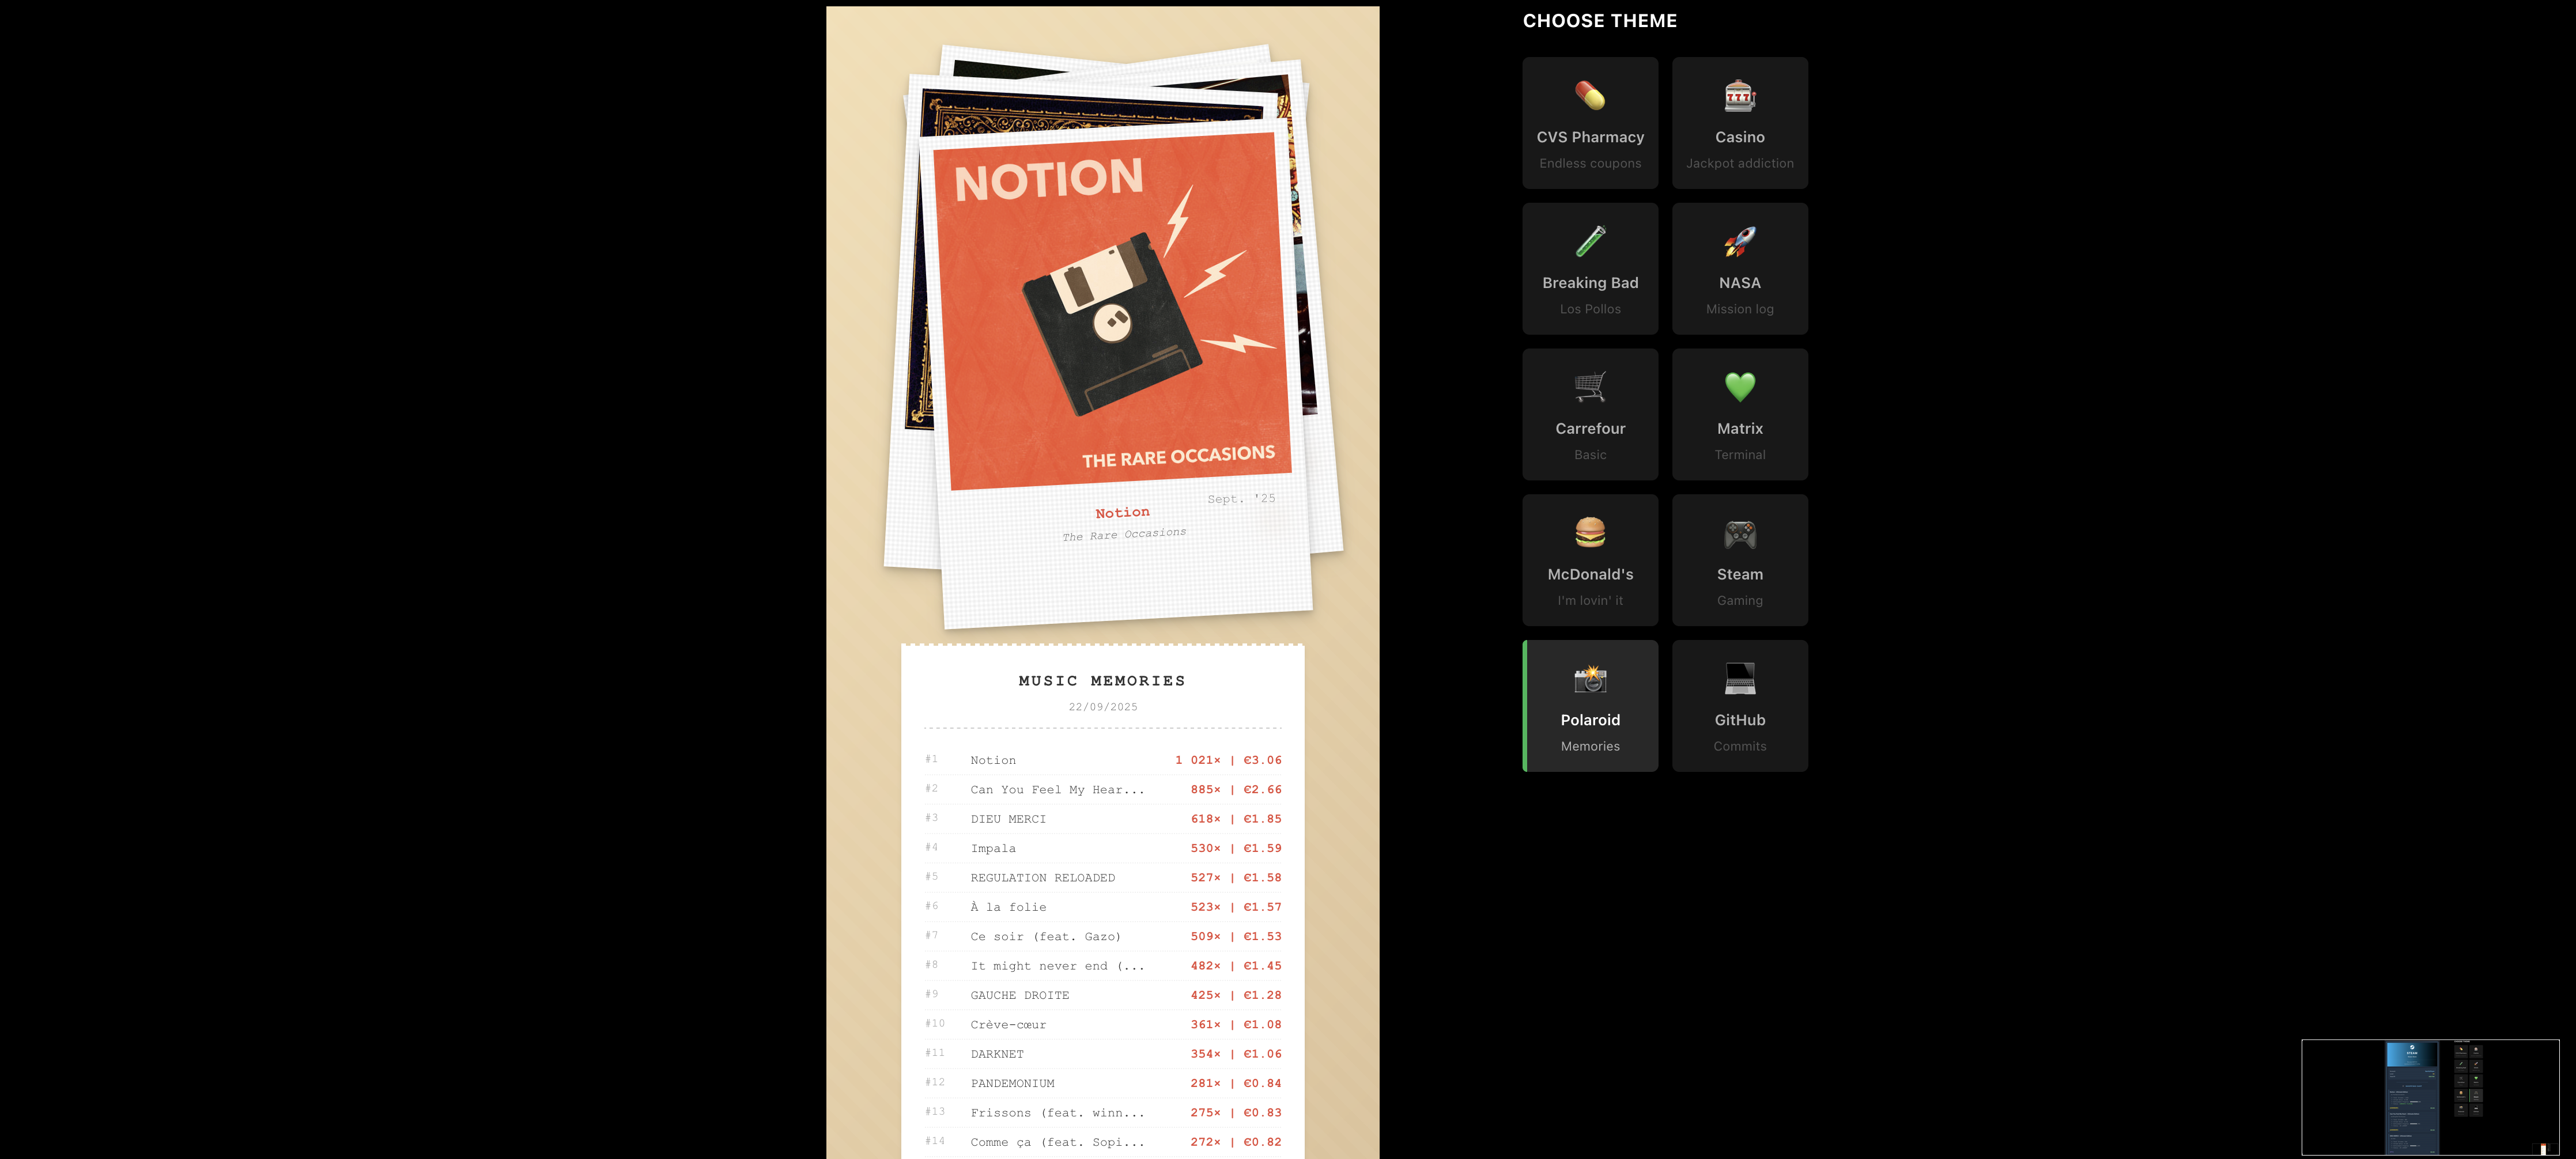 NOTION
THE RARE OCCASIONS
Sept. '25
Notion
The Rare Occasions
MUSIC MEMORIES
22/09/2025
#1 Notion 1 021× | €3.06
#2 Can You Feel My Hear... 885× | €2.66
#3 DIEU MERCI 618× | €1.85
#4 Impala 530× | €1.59
#5 REGULATION RELOADED 527× | €1.58
#6 À la folie 523× | €1.57
#7 Ce soir (feat. Gazo) 509× | €1.53
#8 It might never end (... 482× | €1.45
#9 GAUCHE DROITE 425× | €1.28
#10 Crève-cœur 361× | €1.08
#11 DARKNET 354× | €1.06
#12 PANDEMONIUM 281× | €0.84
#13 Frissons (feat. winn... 275× | €0.83
#14 Comme ça (feat. Sopi... 272× | €0.82
CHOOSE THEME
CVS Pharmacy
Endless coupons
Casino
Jackpot addiction
Breaking Bad
Los Pollos
NASA
Mission log
Carrefour
Basic
Matrix
Terminal
McDonald's
I'm lovin' it
Steam
Gaming
Polaroid
Memories
GitHub
Commits